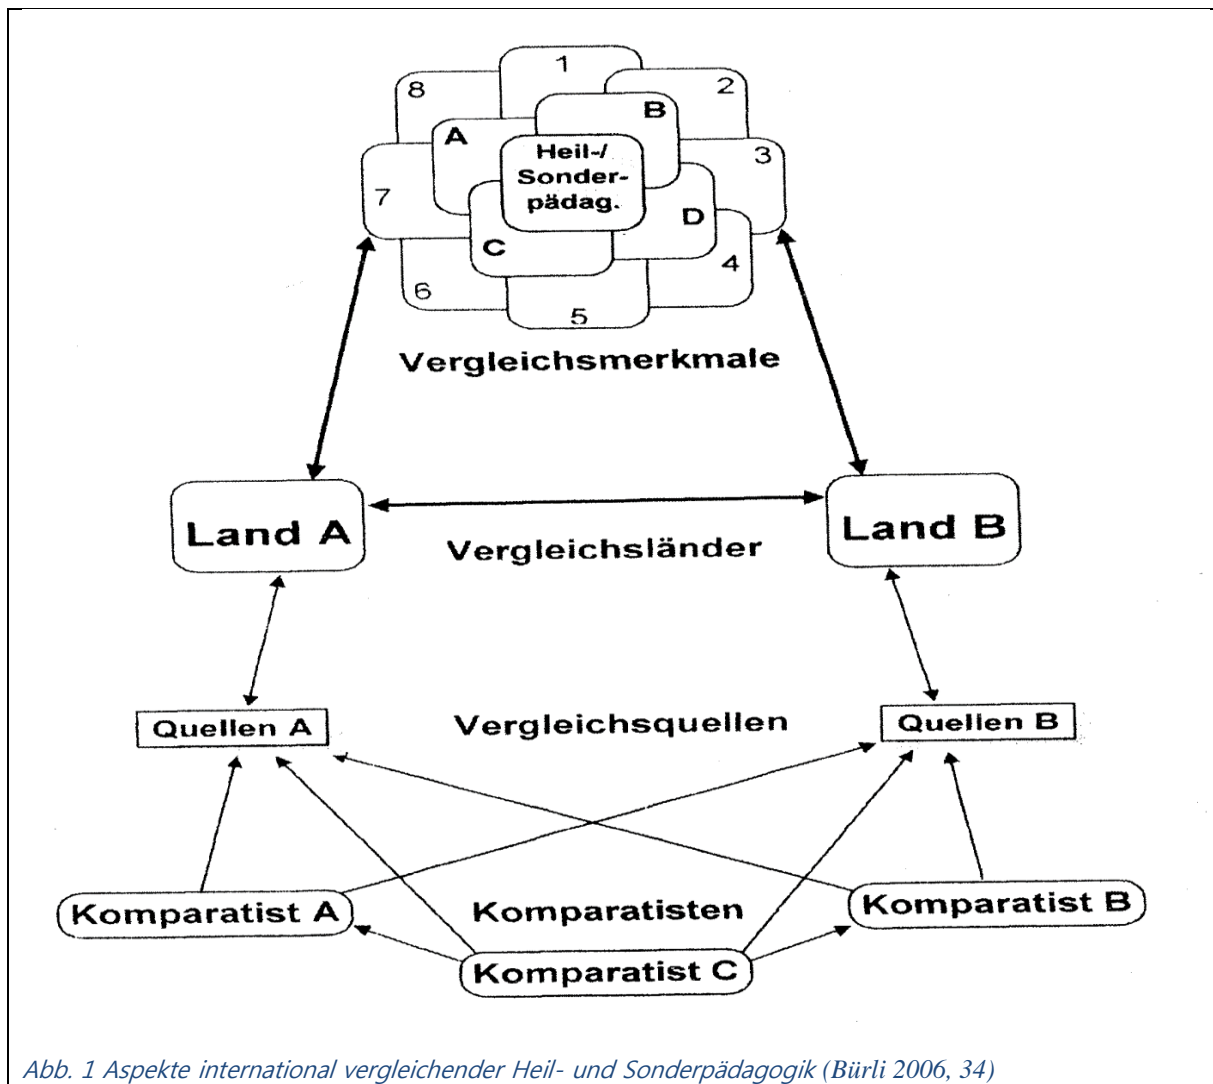 1
2
8
B
A
Heil-/
3
Sonder-
7
pädag.
D
C
4
6
5
Vergleichsmerkmale
Land A
Land B
Vergleichsländer
Quellen A
Vergleichsquellen
Quellen B
Komparatist A
Komparatisten
Komparatist B
Komparatist C
Abb. 1 Aspekte international vergleichender Heil- und Sonderpädagogik (Bürli 2006, 34)